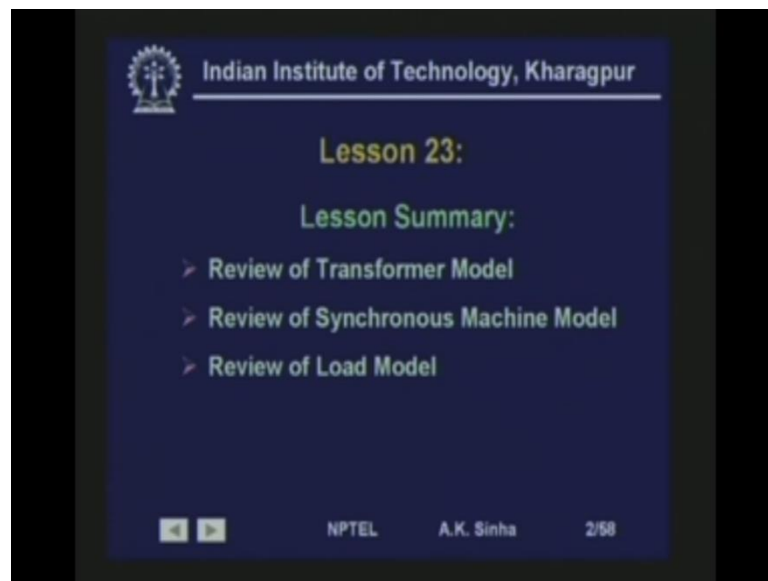 Indian Institute of Technology, Kharagpur
Lesson 23:
Lesson Summary:
Review of Transformer Model
Review of Synchronous Machine Model
Review of Load Model
NPTEL A.K. Sinha 2/58